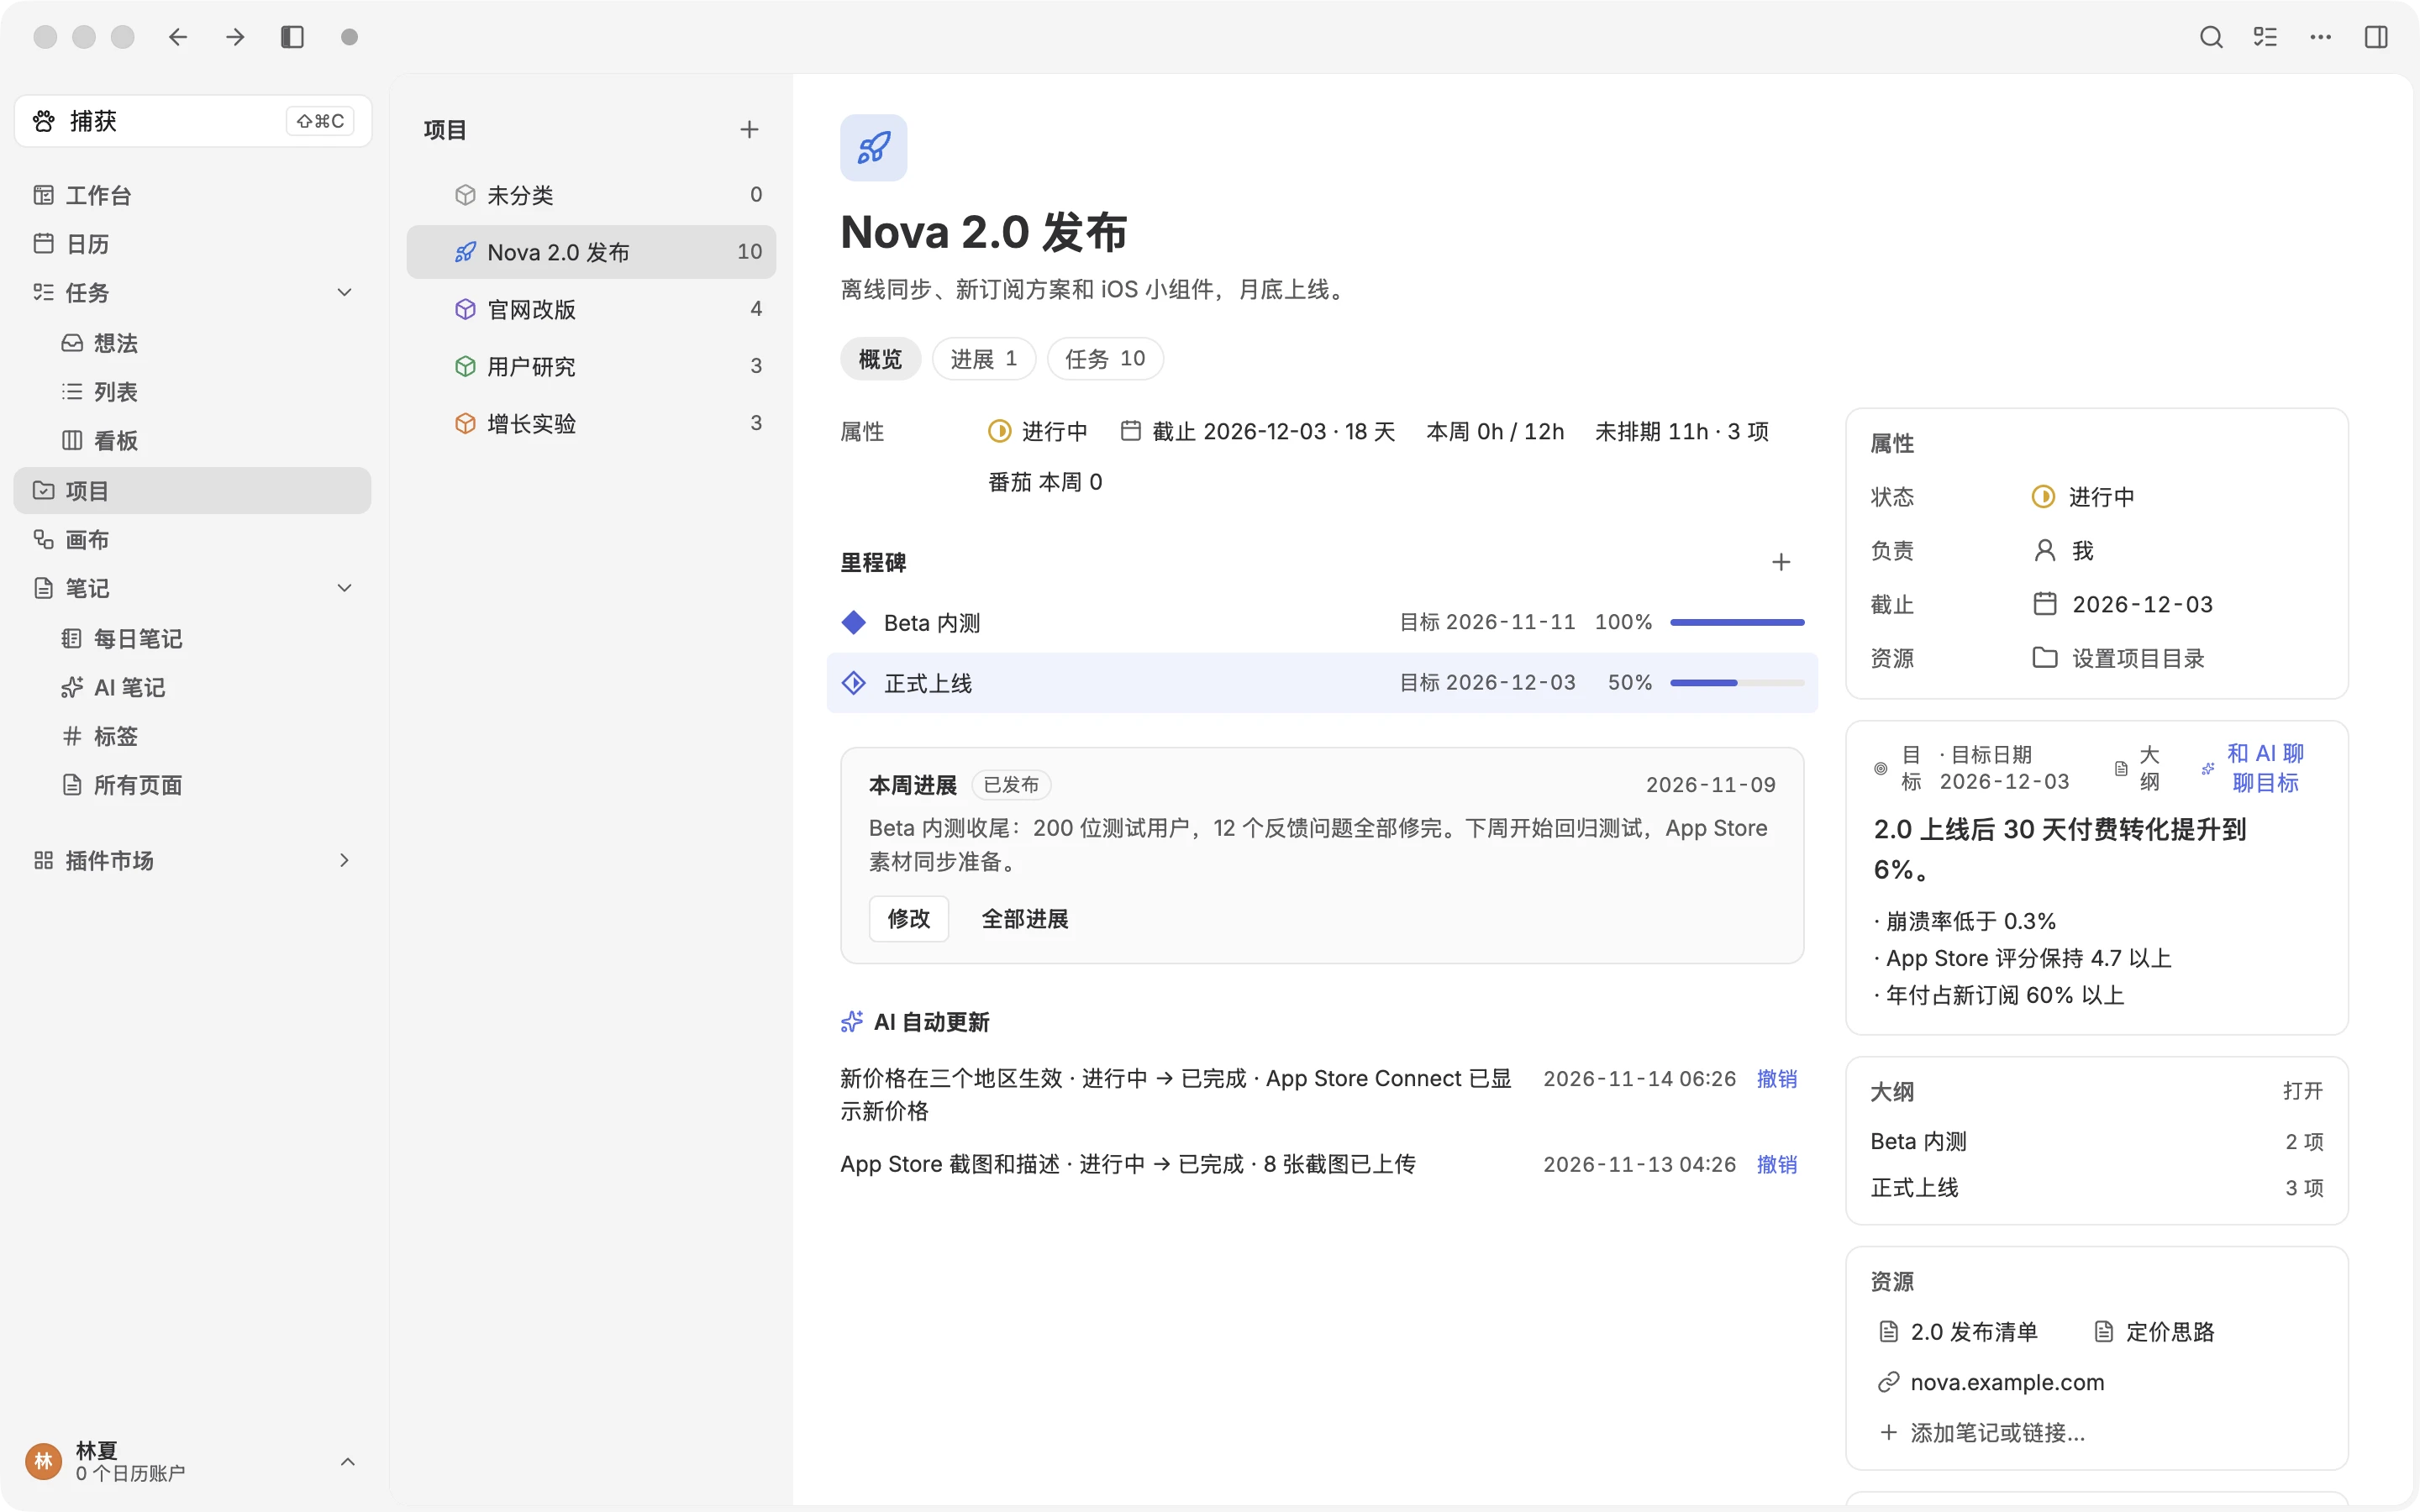 捕获
⇧⌘C
工作台
日历
任务
想法
列表
看板
项目
画布
笔记
每日笔记
AI 笔记
标签
所有页面
插件市场
林
林夏
0 个日历账户
项目
未分类 0
Nova 2.0 发布 10
官网改版 4
用户研究 3
增长实验 3
Nova 2.0 发布
离线同步、新订阅方案和 iOS 小组件，月底上线。
概览 进展 1 任务 10
属性 进行中 截止 2026-12-03 · 18 天 本周 0h / 12h 未排期 11h · 3 项
番茄 本周 0
里程碑
Beta 内测 目标 2026-11-11 100%
正式上线 目标 2026-12-03 50%
本周进展 已发布 2026-11-09
Beta 内测收尾：200 位测试用户，12 个反馈问题全部修完。下周开始回归测试，App Store
素材同步准备。
修改 全部进展
AI 自动更新
新价格在三个地区生效 · 进行中 → 已完成 · App Store Connect 已显
示新价格
2026-11-14 06:26 撤销
App Store 截图和描述 · 进行中 → 已完成 · 8 张截图已上传 2026-11-13 04:26 撤销
属性
状态 进行中
负责 我
截止 2026-12-03
资源 设置项目目录
目标
· 目标日期
2026-12-03
大纲
和 AI 聊
聊目标
2.0 上线后 30 天付费转化提升到
6%。
· 崩溃率低于 0.3%
· App Store 评分保持 4.7 以上
· 年付占新订阅 60% 以上
大纲 打开
Beta 内测 2 项
正式上线 3 项
资源
2.0 发布清单 定价思路
nova.example.com
添加笔记或链接...